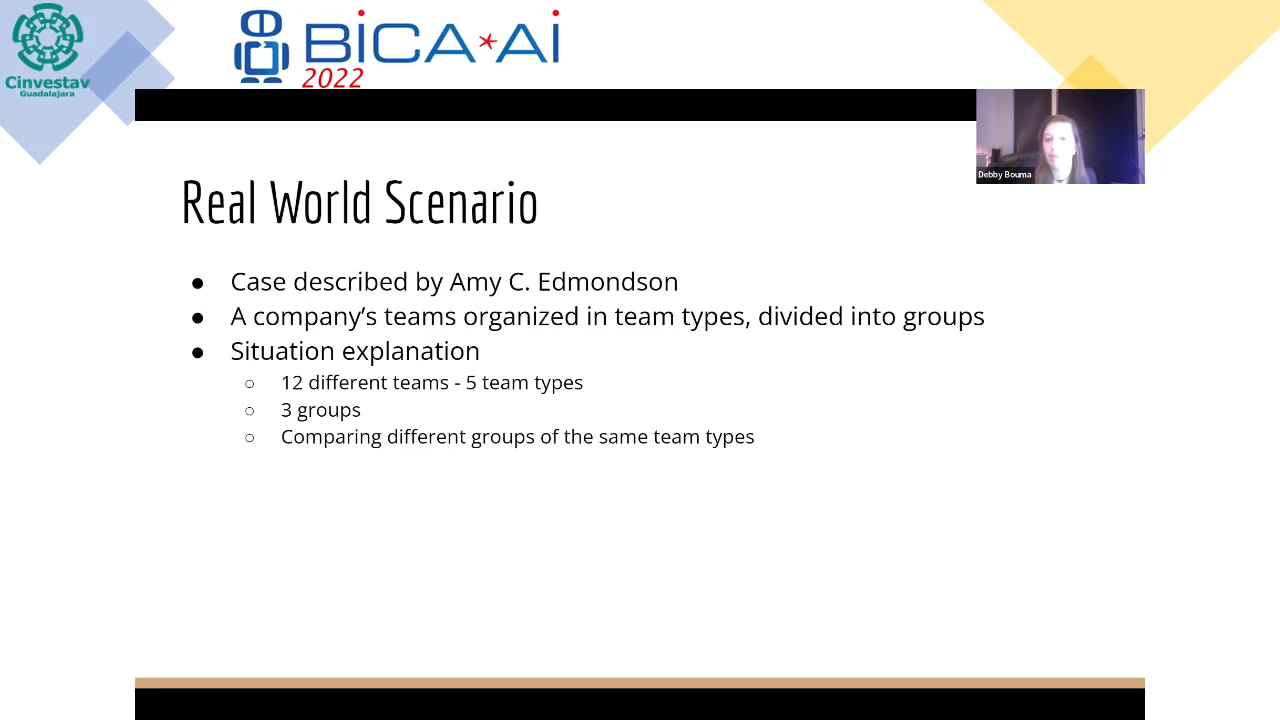 Cinvestav
Guadalajara
BiCA*Ai
2022
Debby Bouma
Real World Scenario
● Case described by Amy C. Edmondson
● A company’s teams organized in team types, divided into groups
● Situation explanation
○ 12 different teams - 5 team types
○ 3 groups
○ Comparing different groups of the same team types